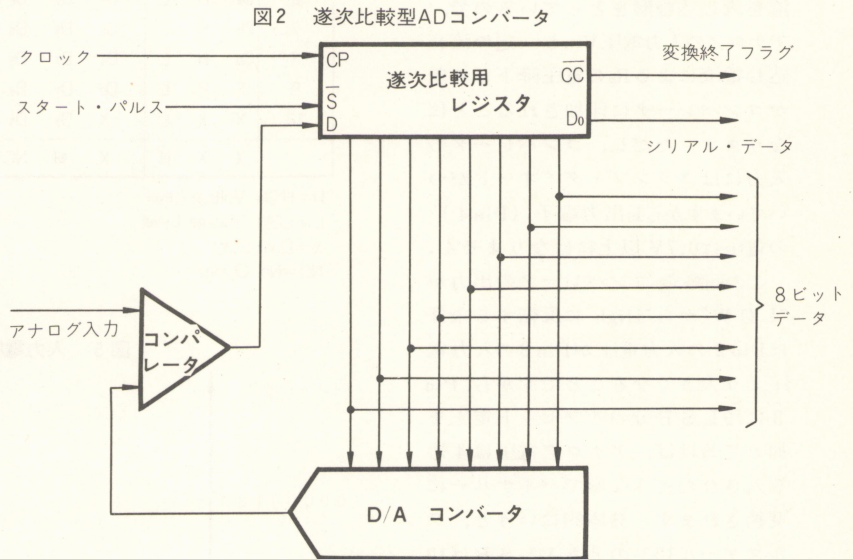 図2 遂次比較型ADコンバータ
クロック
CP
遂次比較用
レジスタ
C̅C̅
変換終了フラグ
スタート・パルス
S̅
D
D₀
シリアル・データ
アナログ入力
コンパ
レータ
8ビット
データ
D/A コンバータ